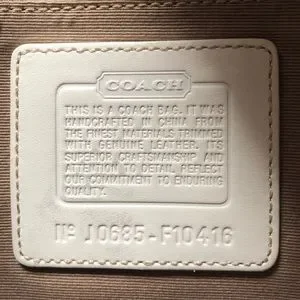 COACH
THIS IS A COACH BAG. IT WAS
HANDCRAFTED IN CHINA FROM
THE FINEST MATERIALS TRIMMED
WITH GENUINE LEATHER. ITS
SUPERIOR CRAFTSMANSHIP AND
ATTENTION TO DETAIL REFLECT
OUR COMMITMENT TO ENDURING
QUALITY.
Nº J0685-F10416